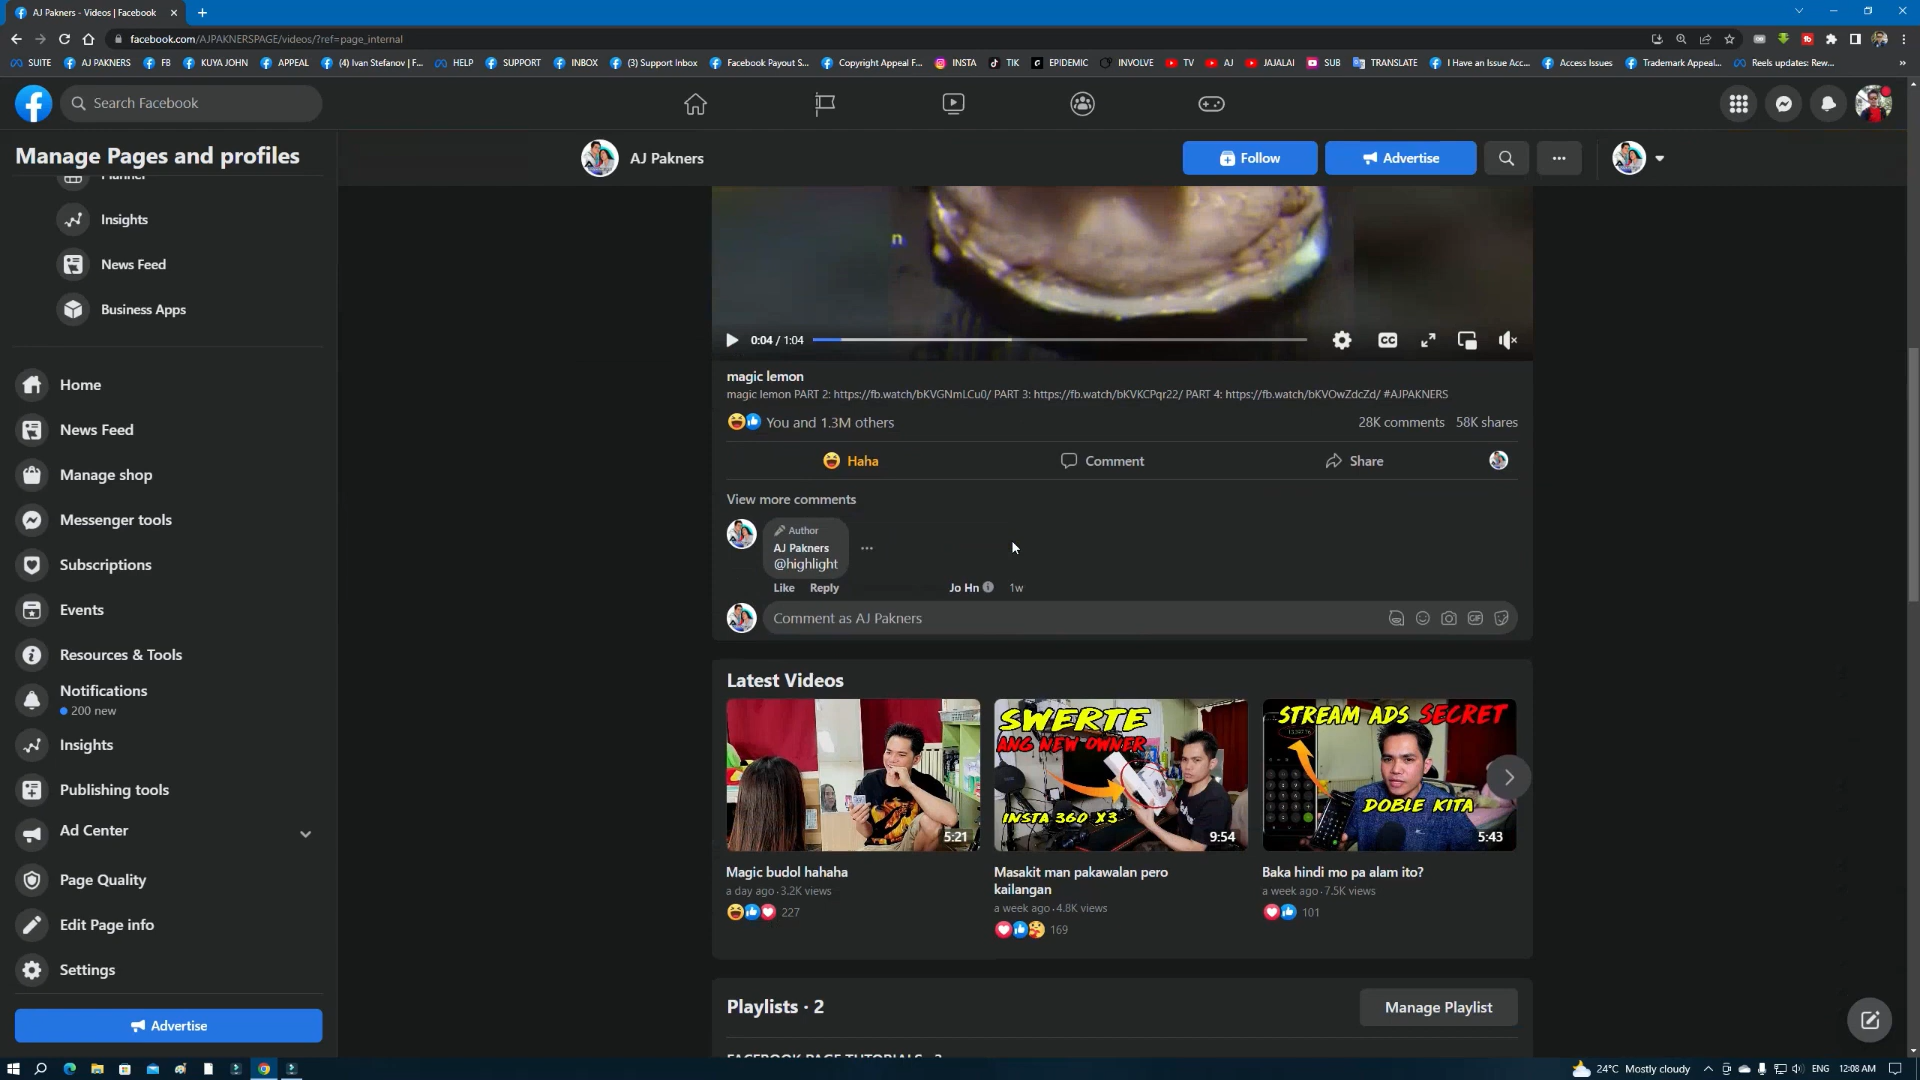 AJ Pakners - Videos | Facebook
facebook.com/AJPAKNERSPAGE/videos/?ref=page_internal
SUITE AJ PAKNERS FB KUYA JOHN APPEAL (4) Ivan Stefanov | F... HELP SUPPORT INBOX (3) Support Inbox Facebook Payout S... Copyright Appeal F... INSTA TIK EPIDEMIC INVOLVE TV AJ JAJALAI SUB TRANSLATE I Have an Issue Acc... Access Issues Trademark Appeal... Reels updates: Rew...
Search Facebook
Manage Pages and profiles
AJ Pakners
Follow
Advertise
Planner
Insights
News Feed
Business Apps
Home
News Feed
Manage shop
Messenger tools
Subscriptions
Events
Resources & Tools
Notifications
200 new
Insights
Publishing tools
Ad Center
Page Quality
Edit Page info
Settings
Advertise
n
0:04 / 1:04
CC
magic lemon
magic lemon PART 2: https://fb.watch/bKVGNmLCu0/ PART 3: https://fb.watch/bKVKCPqr22/ PART 4: https://fb.watch/bKVOwZdcZd/ #AJPAKNERS
You and 1.3M others
28K comments 58K shares
Haha
Comment
Share
View more comments
Author
AJ Pakners
@highlight
Like Reply Jo Hn 1w
Comment as AJ Pakners
GIF
Latest Videos
5:21
SWERTE
ANG NEW OWNER
INSTA 360 X3
9:54
STREAM ADS SECRET
DOBLE KITA
5:43
Magic budol hahaha
a day ago · 3.2K views
227
Masakit man pakawalan pero
kailangan
a week ago · 4.8K views
169
Baka hindi mo pa alam ito?
a week ago · 7.5K views
101
Playlists · 2
Manage Playlist
FACEBOOK PAGE TUTORIALS · 2
24°C Mostly cloudy
ENG
12:08 AM